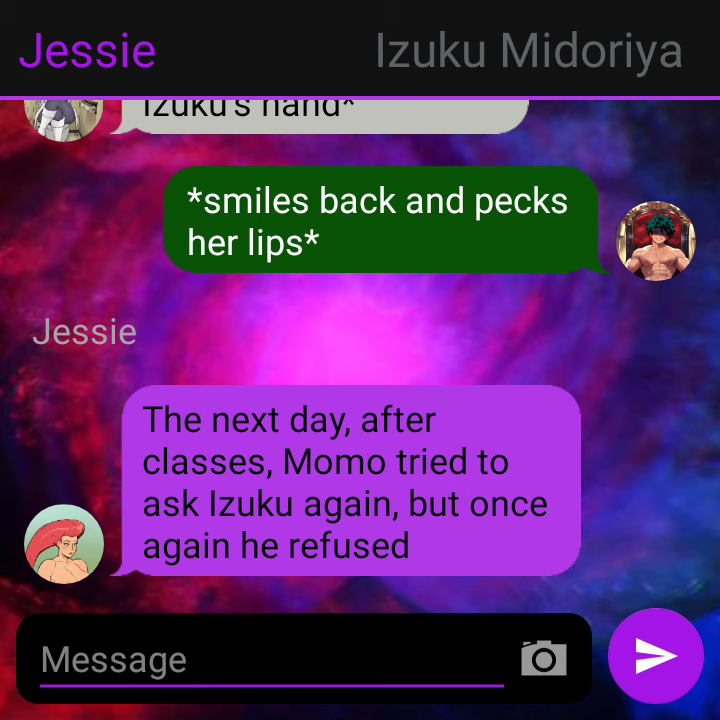 Jessie
Izuku Midoriya
Izuku's hand*
*smiles back and pecks
her lips*
Jessie
The next day, after
classes, Momo tried to
ask Izuku again, but once
again he refused
Message